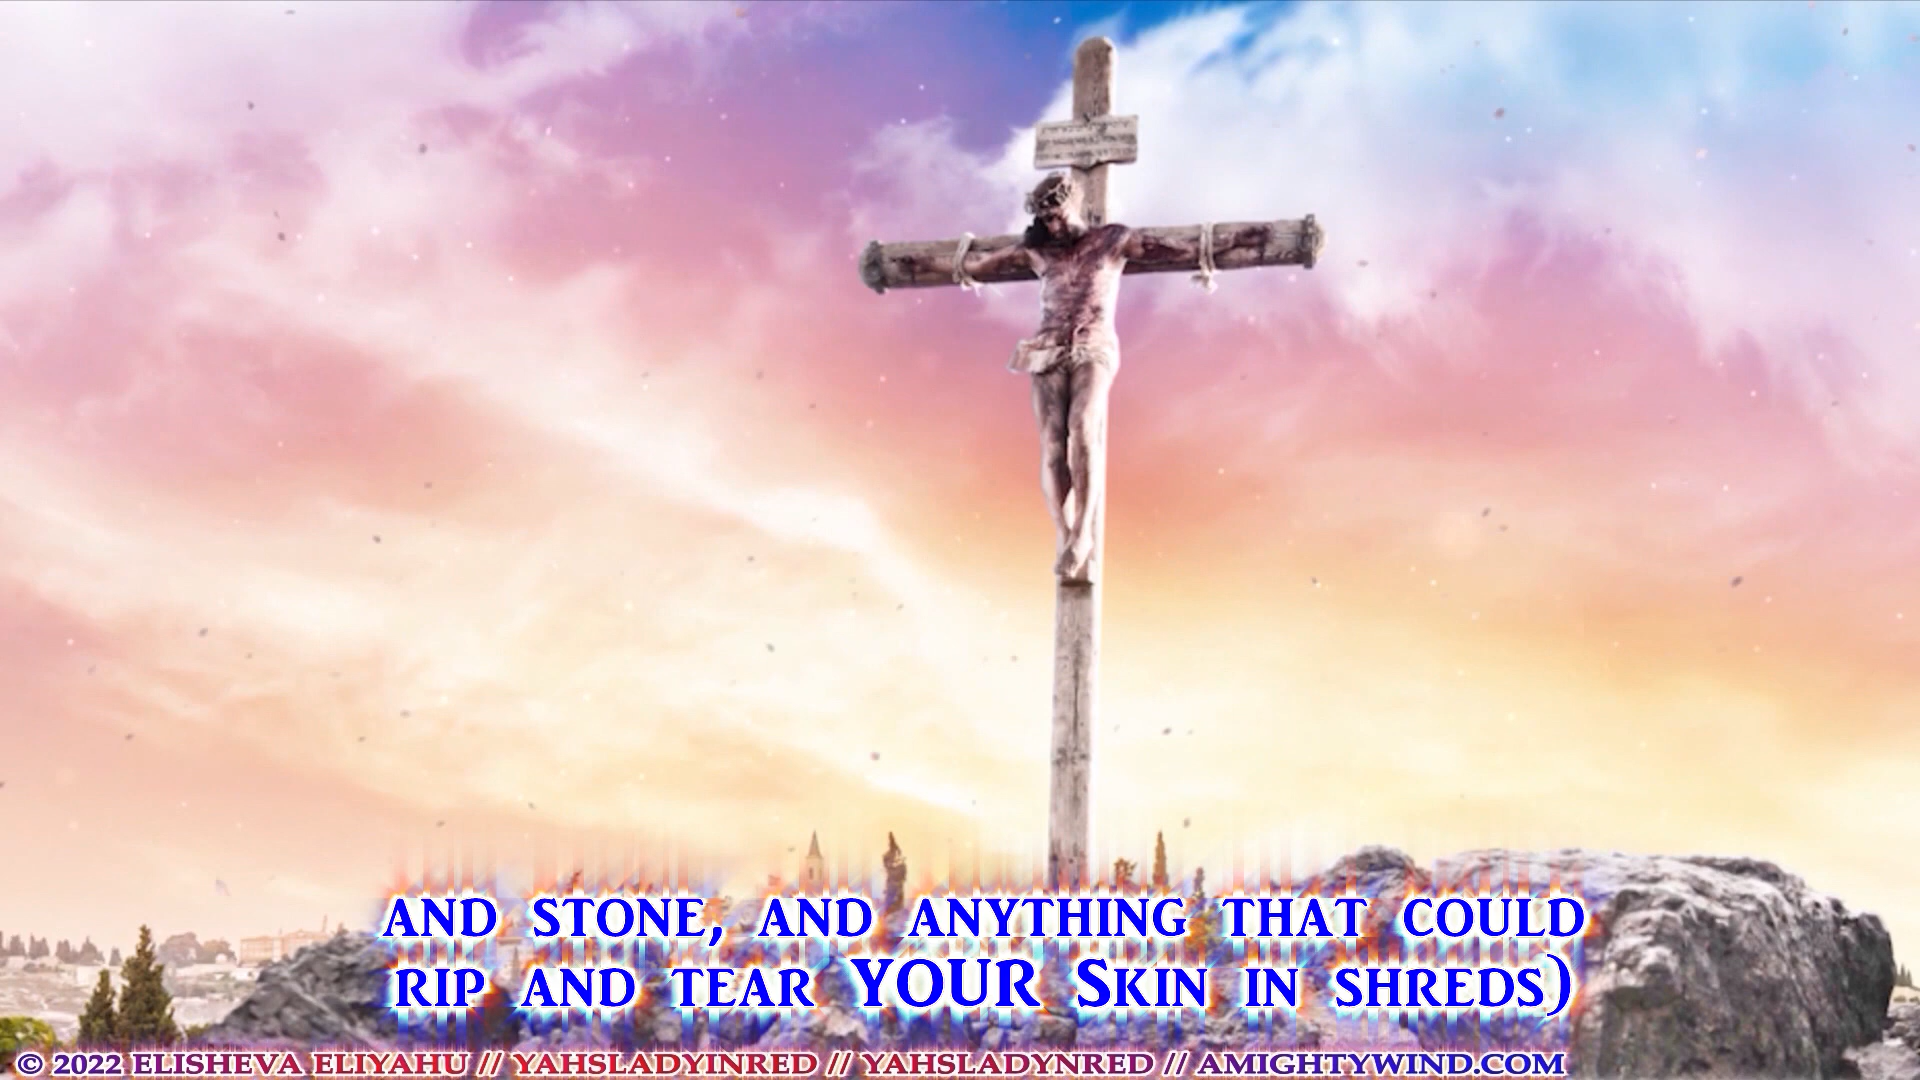 AND STONE, AND ANYTHING THAT COULD
RIP AND TEAR YOUR SKIN IN SHREDS)
© 2022 ELISHEVA ELIYAHU // YAHSLADYINRED // YAHSLADYNRED // AMIGHTYWIND.COM